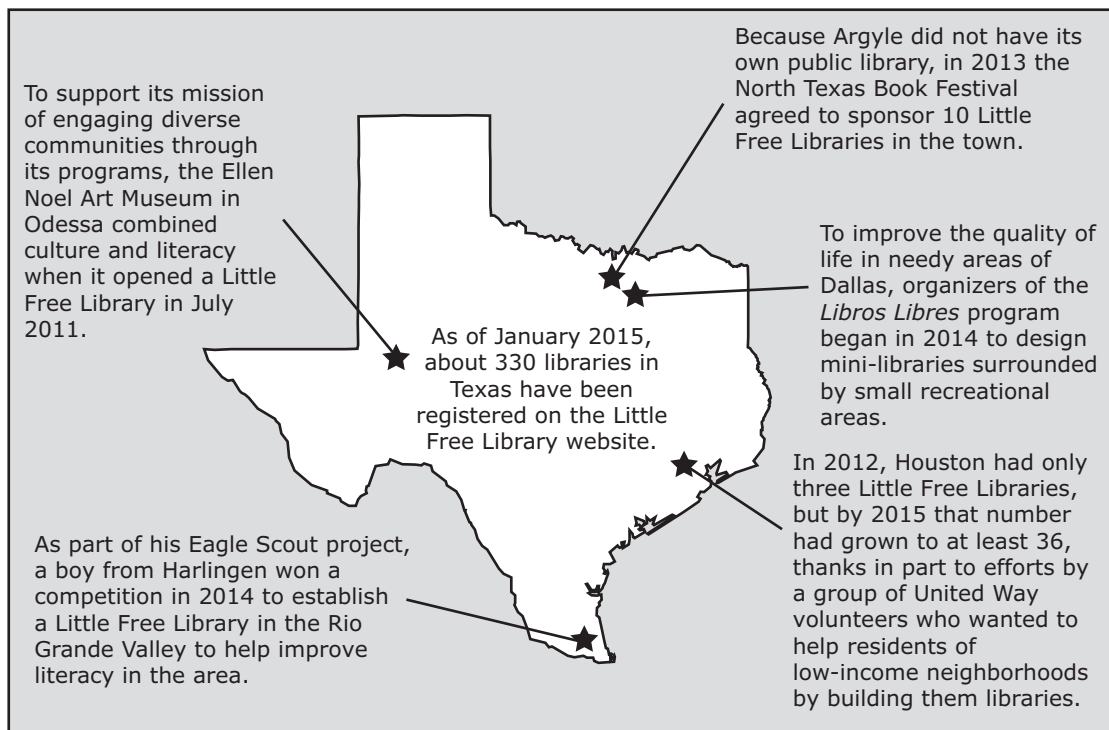 To support its mission
of engaging diverse
communities through
its programs, the Ellen
Noel Art Museum in
Odessa combined
culture and literacy
when it opened a Little
Free Library in July
2011.
Because Argyle did not have its
own public library, in 2013 the
North Texas Book Festival
agreed to sponsor 10 Little
Free Libraries in the town.
To improve the quality of
life in needy areas of
Dallas, organizers of the
Libros Libres program
began in 2014 to design
mini-libraries surrounded
by small recreational
areas.
As of January 2015,
about 330 libraries in
Texas have been
registered on the Little
Free Library website.
In 2012, Houston had only
three Little Free Libraries,
but by 2015 that number
had grown to at least 36,
thanks in part to efforts by
a group of United Way
volunteers who wanted to
help residents of
low-income neighborhoods
by building them libraries.
As part of his Eagle Scout project,
a boy from Harlingen won a
competition in 2014 to establish
a Little Free Library in the Rio
Grande Valley to help improve
literacy in the area.